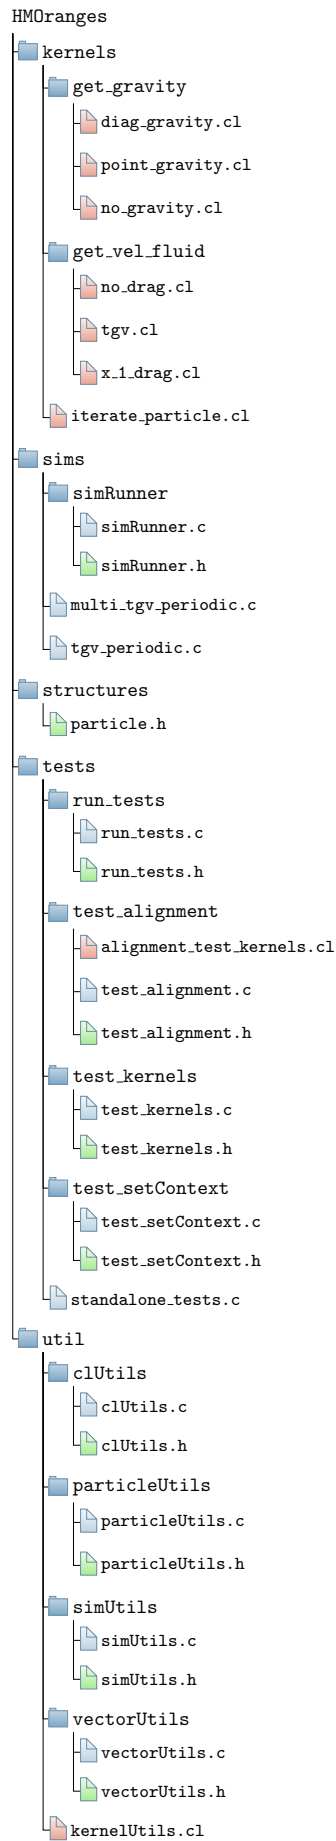 HMOranges
kernels
get_gravity
diag_gravity.cl
point_gravity.cl
no_gravity.cl
get_vel_fluid
no_drag.cl
tgv.cl
x_1_drag.cl
iterate_particle.cl
sims
simRunner
simRunner.c
simRunner.h
multi_tgv_periodic.c
tgv_periodic.c
structures
particle.h
tests
run_tests
run_tests.c
run_tests.h
test_alignment
alignment_test_kernels.cl
test_alignment.c
test_alignment.h
test_kernels
test_kernels.c
test_kernels.h
test_setContext
test_setContext.c
test_setContext.h
standalone_tests.c
util
clUtils
clUtils.c
clUtils.h
particleUtils
particleUtils.c
particleUtils.h
simUtils
simUtils.c
simUtils.h
vectorUtils
vectorUtils.c
vectorUtils.h
kernelUtils.cl